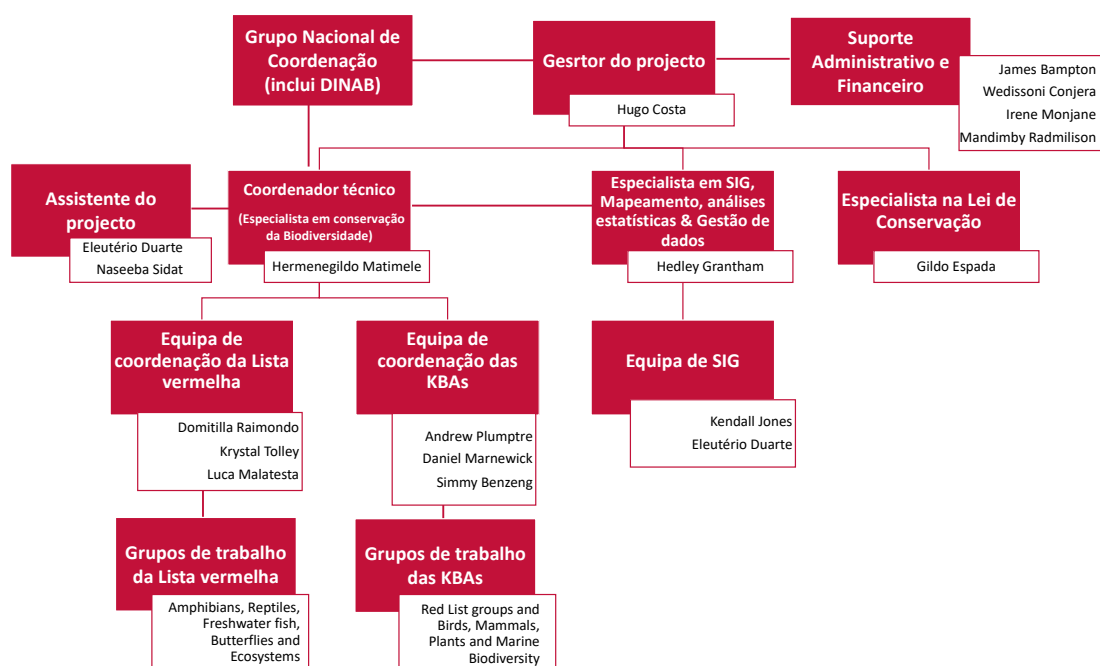 Grupo Nacional de
Coordenação
(inclui DINAB)
Gesrtor do projecto
Hugo Costa
Suporte
Administrativo e
Financeiro
James Bampton
Wedissoni Conjera
Irene Monjane
Mandimby Radmilison
Assistente do
projecto
Eleutério Duarte
Naseeba Sidat
Coordenador técnico
(Especialista em conservação
da Biodiversidade)
Hermenegildo Matimele
Especialista em SIG,
Mapeamento, análises
estatísticas & Gestão de
dados
Hedley Grantham
Especialista na Lei de
Conservação
Gildo Espada
Equipa de
coordenação da Lista
vermelha
Domitilla Raimondo
Krystal Tolley
Luca Malatesta
Equipa de
coordenação das
KBAs
Andrew Plumptre
Daniel Marnewick
Simmy Benzeng
Equipa de SIG
Kendall Jones
Eleutério Duarte
Grupos de trabalho
da Lista vermelha
Amphibians, Reptiles,
Freshwater fish,
Butterflies and
Ecosystems
Grupos de trabalho
das KBAs
Red List groups and
Birds, Mammals,
Plants and Marine
Biodiversity